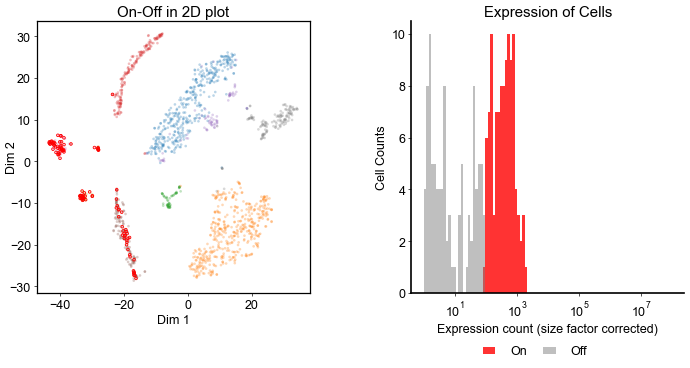 On-Off in 2D plot
Dim 2
30
20
10
0
−10
−20
−30
−40
−20
0
20
Dim 1
Expression of Cells
Cell Counts
10
8
6
4
2
0
10^1
10^3
10^5
10^7
Expression count (size factor corrected)
On
Off